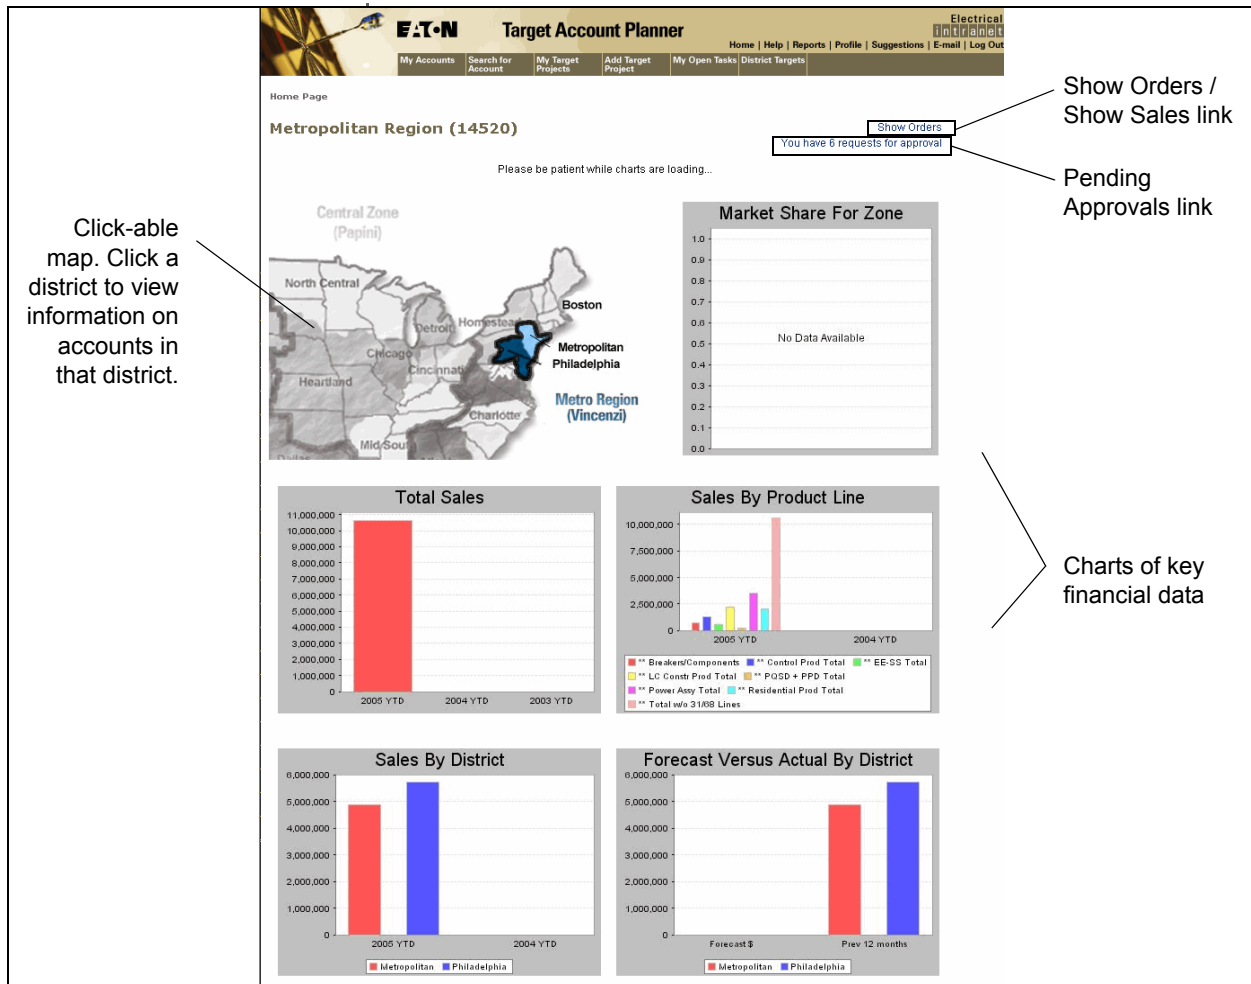 EATON
Target Account Planner
Electrical
intranet
Home | Help | Reports | Profile | Suggestions | E-mail | Log Out
My Accounts
Search for Account
My Target Projects
Add Target Project
My Open Tasks
District Targets
Home Page
Metropolitan Region (14520)
Show Orders
You have 6 requests for approval
Show Orders /
Show Sales link
Pending
Approvals link
Please be patient while charts are loading...
Click-able
map. Click a
district to view
information on
accounts in
that district.
Central Zone
(Papini)
North Central
Boston
Detroit
Homestead
Metropolitan
Philadelphia
Chicago
Cincinnati
Heartland
Metro Region
(Vincenzi)
Charlotte
Mid South
Dallas
Market Share For Zone
1.0
0.9
0.8
0.7
0.6
0.5
0.4
0.3
0.2
0.1
0.0
No Data Available
Charts of key
financial data
Total Sales
11,000,000
10,000,000
9,000,000
8,000,000
7,000,000
6,000,000
5,000,000
4,000,000
3,000,000
2,000,000
1,000,000
0
2005 YTD
2004 YTD
2003 YTD
Sales By Product Line
10,000,000
7,500,000
5,000,000
2,500,000
0
2005 YTD
2004 YTD
** Breakers/Components ** Control Prod Total ** EE-SS Total
** LC Constr Prod Total ** PQSD + PPD Total
** Power Assy Total ** Residential Prod Total
** Total w/o 31/68 Lines
Sales By District
6,000,000
5,000,000
4,000,000
3,000,000
2,000,000
1,000,000
0
2005 YTD
2004 YTD
Metropolitan Philadelphia
Forecast Versus Actual By District
6,000,000
5,000,000
4,000,000
3,000,000
2,000,000
1,000,000
0
Forecast $
Prev 12 months
Metropolitan Philadelphia